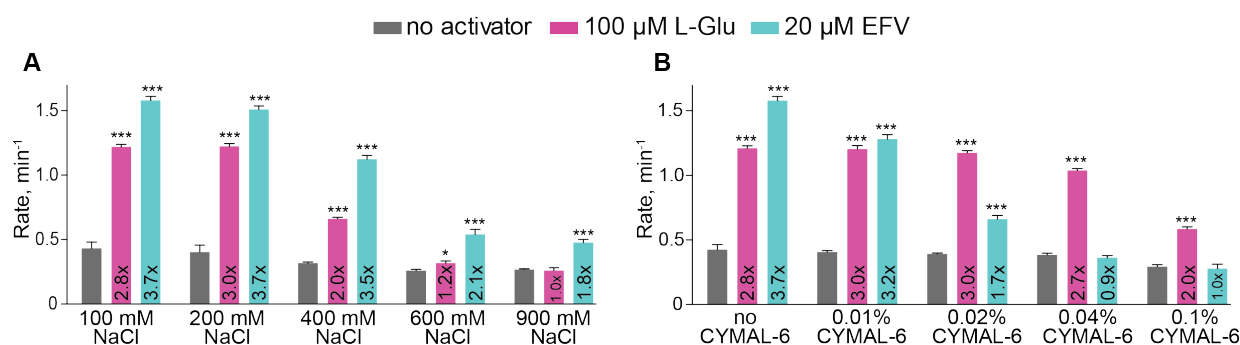 no activator 100 µM L-Glu 20 µM EFV
A
Rate, min-1
1.5
1.0
0.5
0
***
***
***
***
***
***
*
***
2.8x
3.7x
3.0x
3.7x
2.0x
3.5x
1.2x
2.1x
1.0x
1.8x
100 mM
NaCl
200 mM
NaCl
400 mM
NaCl
600 mM
NaCl
900 mM
NaCl
B
Rate, min-1
1.5
1.0
0.5
0
***
***
***
***
***
***
***
***
2.8x
3.7x
3.0x
3.2x
3.0x
1.7x
2.7x
0.9x
2.0x
1.0x
no
CYMAL-6
0.01%
CYMAL-6
0.02%
CYMAL-6
0.04%
CYMAL-6
0.1%
CYMAL-6